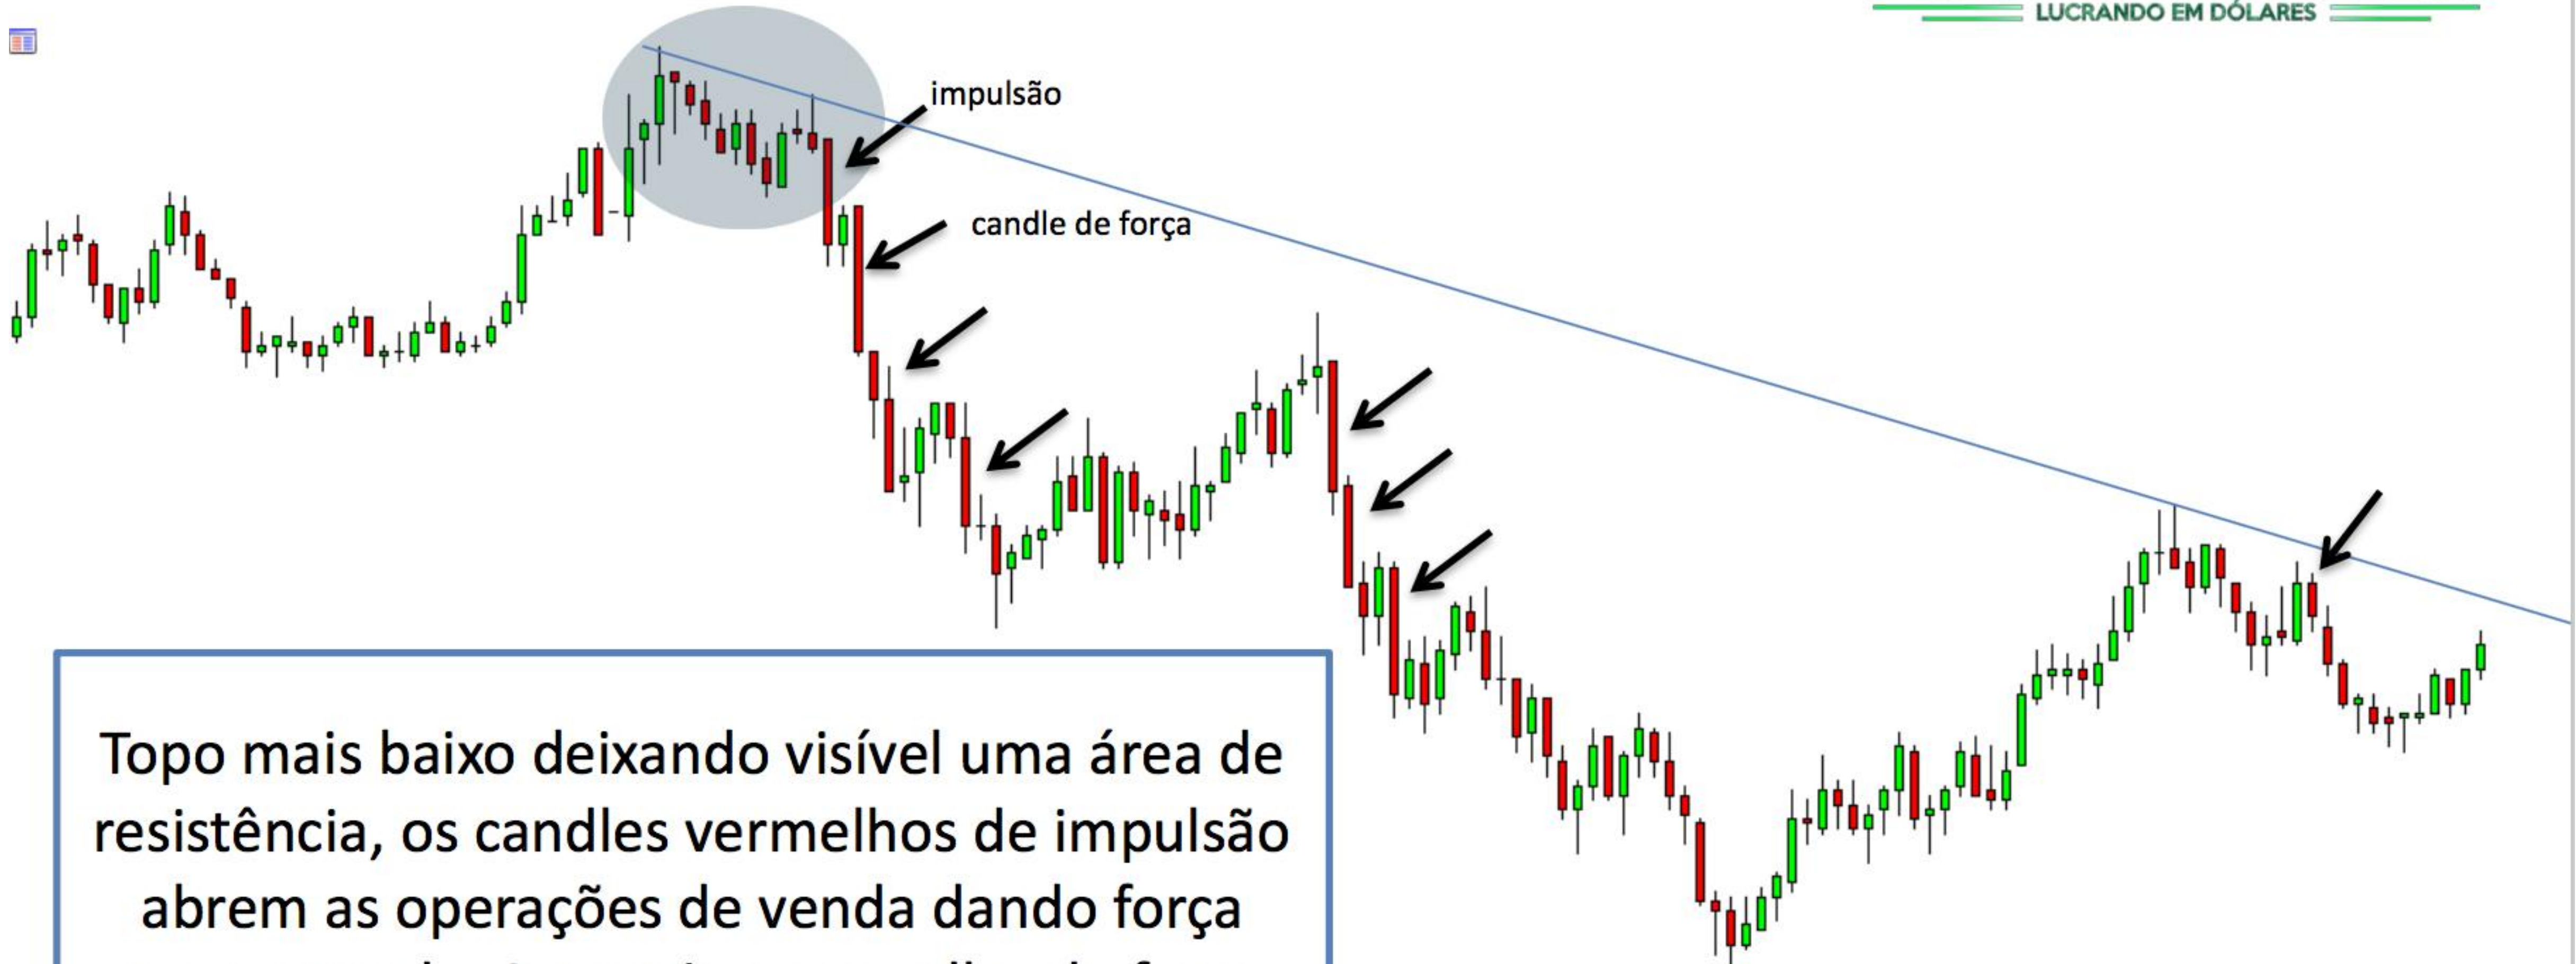 LUCRANDO EM DÓLARES
impulsão
candle de força
Topo mais baixo deixando visível uma área de
resistência, os candles vermelhos de impulsão
abrem as operações de venda dando força